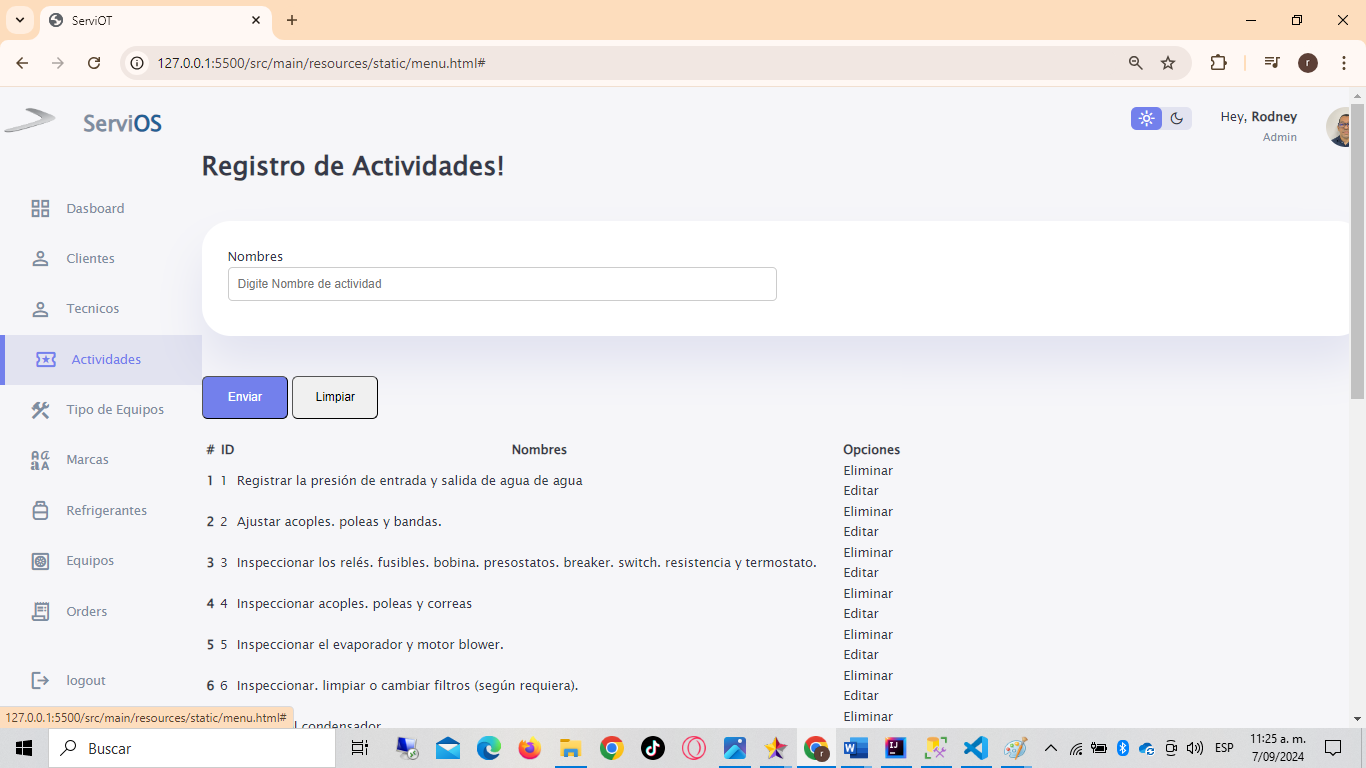 ServiOT
127.0.0.1:5500/src/main/resources/static/menu.html#
r
ServiOS
Hey, Rodney
Admin
Registro de Actividades!
Dasboard
Clientes
Tecnicos
Actividades
Tipo de Equipos
Marcas
Refrigerantes
Equipos
Orders
logout
Nombres
Digite Nombre de actividad
Enviar Limpiar
# ID Nombres Opciones
1 1 Registrar la presión de entrada y salida de agua de agua
Eliminar
Editar
2 2 Ajustar acoples. poleas y bandas.
Eliminar
Editar
3 3 Inspeccionar los relés. fusibles. bobina. presostatos. breaker. switch. resistencia y termostato.
Eliminar
Editar
4 4 Inspeccionar acoples. poleas y correas
Eliminar
Editar
5 5 Inspeccionar el evaporador y motor blower.
Eliminar
Editar
6 6 Inspeccionar. limpiar o cambiar filtros (según requiera).
Eliminar
Editar
condensador
Eliminar
127.0.0.1:5500/src/main/resources/static/menu.html#
Buscar
ESP
11:25 a. m.
7/09/2024